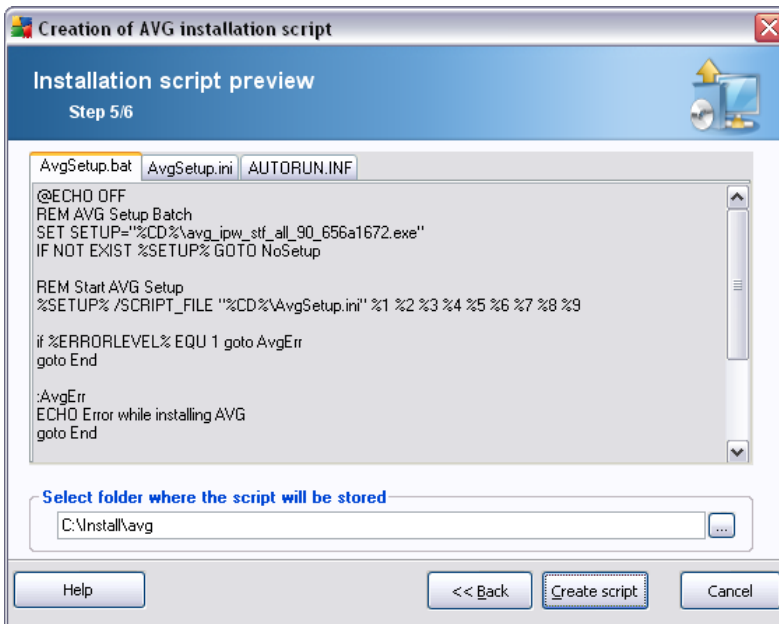 Creation of AVG installation script
Installation script preview
Step 5/6
AvgSetup.bat AvgSetup.ini AUTORUN.INF
@ECHO OFF
REM AVG Setup Batch
SET SETUP="%CD%\avg_ipw_stf_all_90_656a1672.exe"
IF NOT EXIST %SETUP% GOTO NoSetup
REM Start AVG Setup
%SETUP% /SCRIPT_FILE "%CD%\AvgSetup.ini" %1 %2 %3 %4 %5 %6 %7 %8 %9
if %ERRORLEVEL% EQU 1 goto AvgErr
goto End
:AvgErr
ECHO Error while installing AVG
goto End
Select folder where the script will be stored
C:\Install\avg
...
Help << Back Create script Cancel